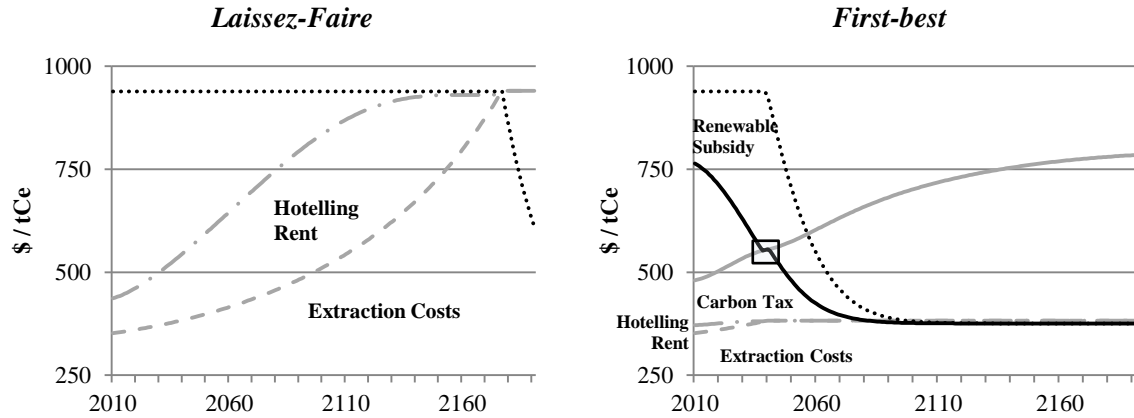 Laissez-Faire
1000
750
500
250
$ / tCe
Hotelling
Rent
Extraction Costs
2010 2060 2110 2160
First-best
1000
750
500
250
$ / tCe
Renewable
Subsidy
Carbon Tax
Hotelling
Rent
Extraction Costs
2010 2060 2110 2160